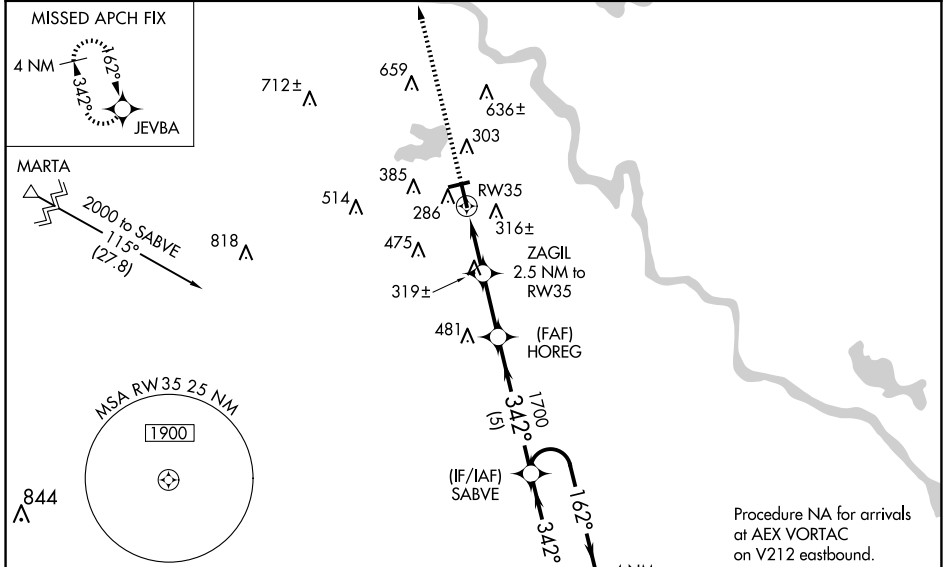 MISSED APCH FIX
4 NM
162°
342°
JEVBA
MARTA
2000 to SABVE
115°
(27.8)
712±
659
636±
303
385
RW35
514
286
316±
818
475
ZAGIL
2.5 NM to
RW35
319±
481
(FAF)
HOREG
MSA RW35 25 NM
1900
1700
342°
(5)
(IF/IAF)
SABVE
844
162°
342°
Procedure NA for arrivals
at AEX VORTAC
on V212 eastbound.
4 NM